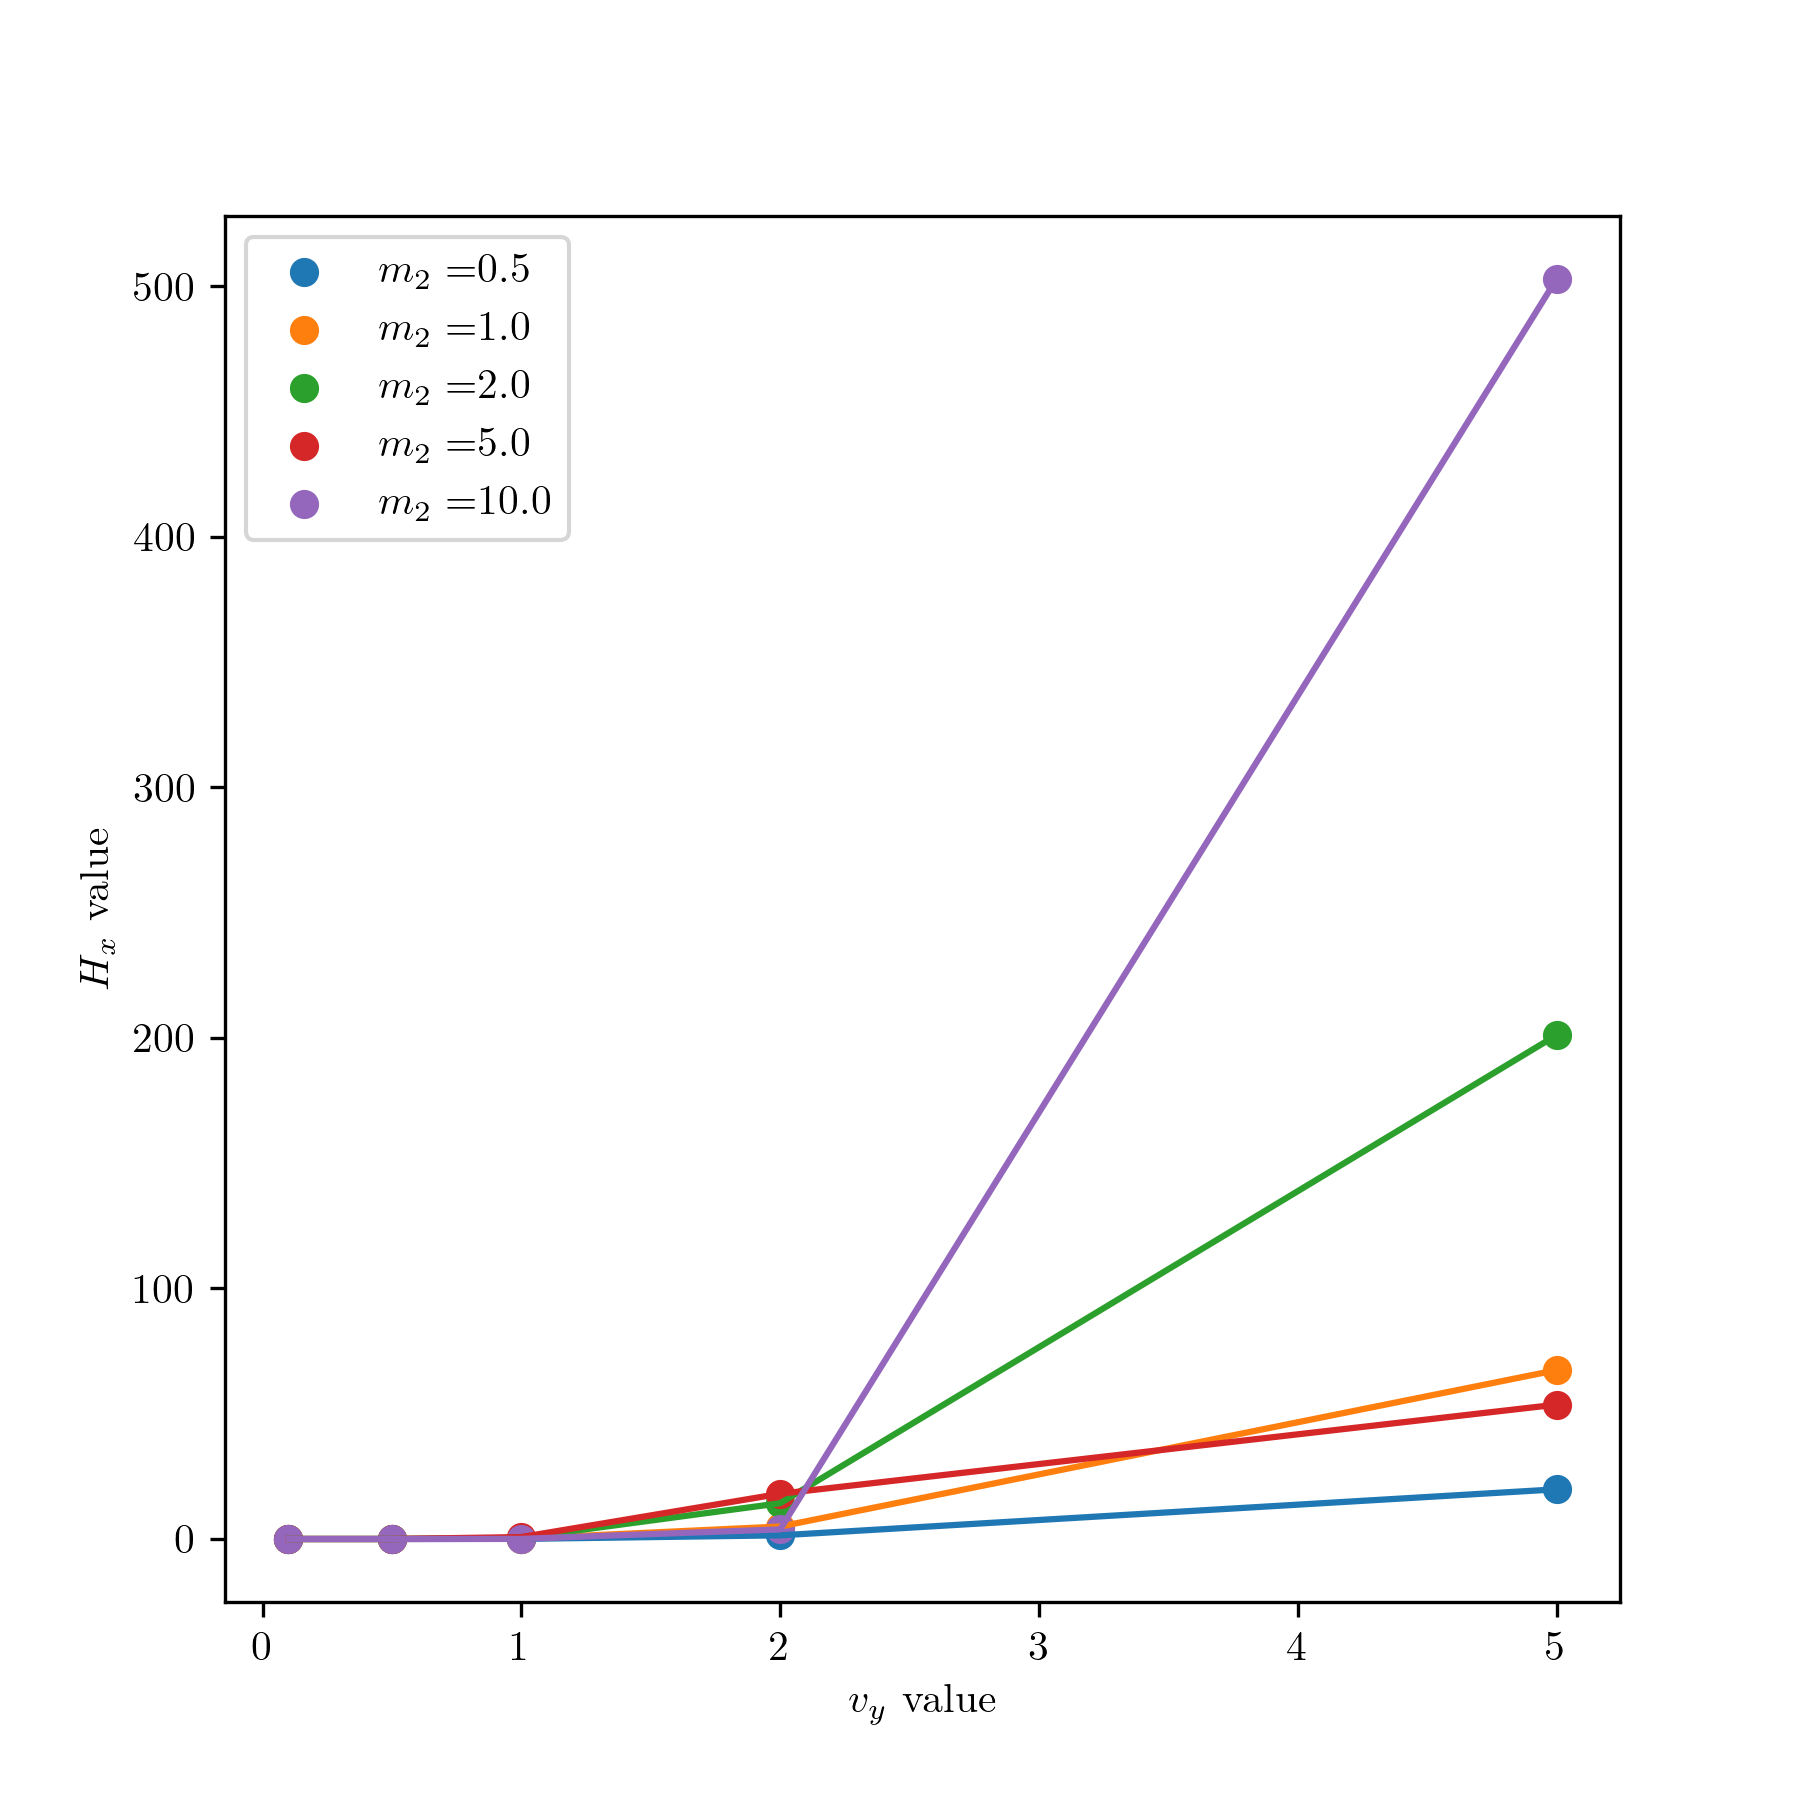 m₂ =0.5
m₂ =1.0
m₂ =2.0
m₂ =5.0
m₂ =10.0
500
400
300
200
100
0
Hₓ value
0 1 2 3 4 5
v_y value